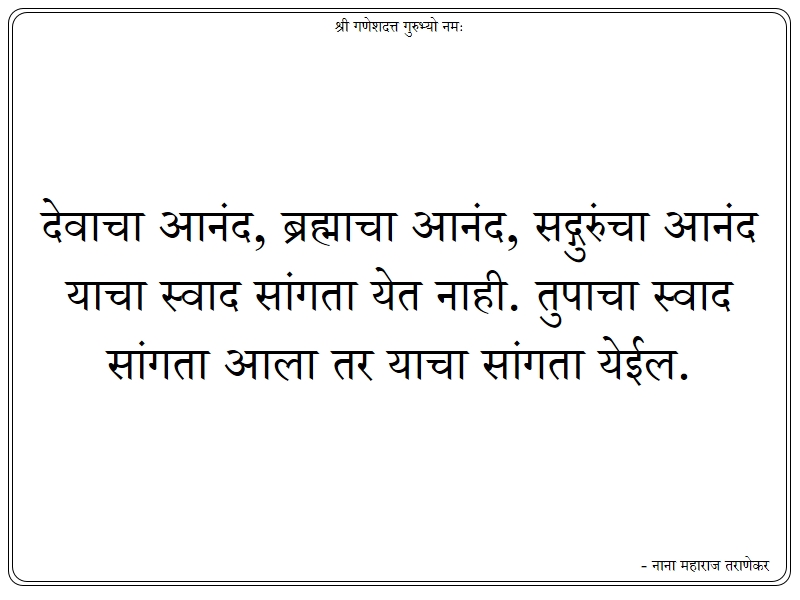 श्री गणेशदत्त गुरुभ्यो नमः
देवाचा आनंद, ब्रह्माचा आनंद, सद्गुरुंचा आनंद
याचा स्वाद सांगता येत नाही. तुपाचा स्वाद
सांगता आला तर याचा सांगता येईल.
- नाना महाराज तराणेकर